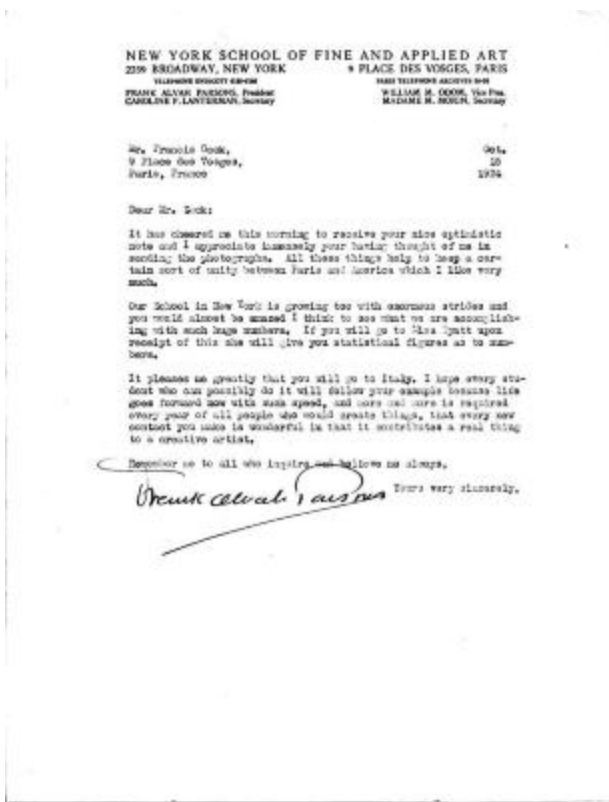 NEW YORK SCHOOL OF FINE AND APPLIED ART
2239 BROADWAY, NEW YORK 9 PLACE DES VOSGES, PARIS
FRANK ALVAH PARSONS, President WILLIAM M. ODOM, Vice Pres.
CAROLINE F. LANTERMAN, Secretary MADAME M. Secretary
Mr. Francis Oct.
9 Place des Vosges,
Paris, France
Dear Mr.
It has cheered me this morning to receive your nice optimistic
note and I appreciate immensely your having thought of me in
sending the photographs. All these things help to keep a cer-
tain sort of unity between Paris and America which I like very
much.
Our School in New York is growing too with enormous strides and
you would almost be amazed I think to see what we are accomplish-
ing with such huge numbers. If you will go to Miss upon
receipt of this she will give you statistical figures as to num-
bers.
It pleases me greatly that you will go to Italy. I hope every stu-
dent who can possibly do it will follow your example because life
goes forward now with such speed, and more and more is required
every year of all people who would create things, that every new
contact you make is wonderful in that it contributes a real thing
to a creative artist.
Remember me to all who inquire and believe me always,
Yours very sincerely,
Frank Alvah Parsons